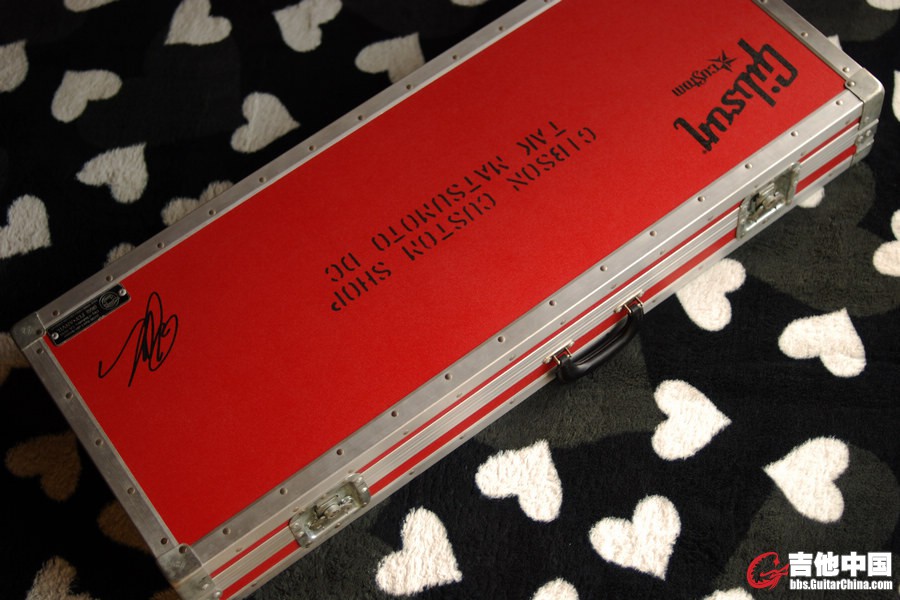 Gibson
custom
GIBSON CUSTOM SHOP
TAK MATSUMOTO DC
吉他中国
bbs.GuitarChina.com